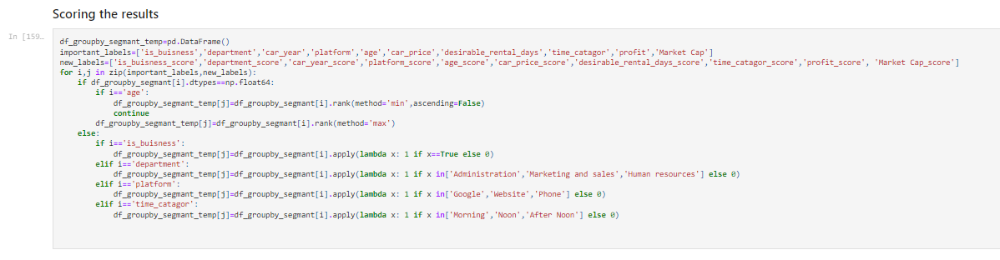 Scoring the results
In [159…
df_groupby_segmant_temp=pd.DataFrame()
important_labels=['is_buisness','department','car_year','platform','age','car_price','desirable_rental_days','time_catagor','profit','Market Cap']
new_labels=['is_buisness_score','department_score','car_year_score','platform_score','age_score','car_price_score','desirable_rental_days_score','time_catagor_score','profit_score', 'Market Cap_score']
for i,j in zip(important_labels,new_labels):
    if df_groupby_segmant[i].dtypes==np.float64:
        if i=='age':
            df_groupby_segmant_temp[j]=df_groupby_segmant[i].rank(method='min',ascending=False)
            continue
        df_groupby_segmant_temp[j]=df_groupby_segmant[i].rank(method='max')
    else:
        if i=='is_buisness':
            df_groupby_segmant_temp[j]=df_groupby_segmant[i].apply(lambda x: 1 if x==True else 0)
        elif i=='department':
            df_groupby_segmant_temp[j]=df_groupby_segmant[i].apply(lambda x: 1 if x in['Administration','Marketing and sales','Human resources'] else 0)
        elif i=='platform':
            df_groupby_segmant_temp[j]=df_groupby_segmant[i].apply(lambda x: 1 if x in['Google','Website','Phone'] else 0)
        elif i=='time_catagor':
            df_groupby_segmant_temp[j]=df_groupby_segmant[i].apply(lambda x: 1 if x in['Morning','Noon','After Noon'] else 0)